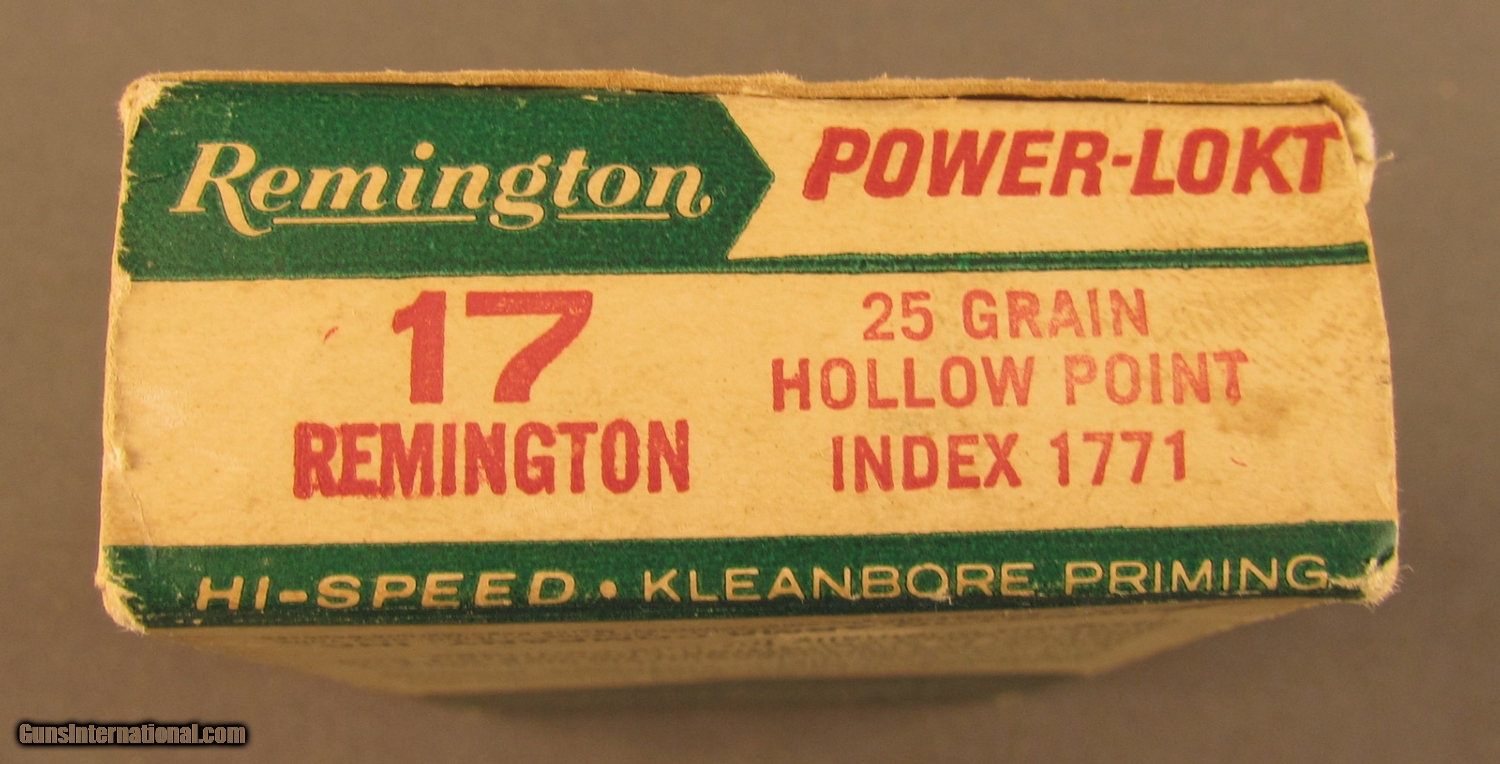 Remington
POWER-LOKT
17
REMINGTON
25 GRAIN
HOLLOW POINT
INDEX 1771
HI-SPEED • KLEANBORE PRIMING
GunsInternational.com